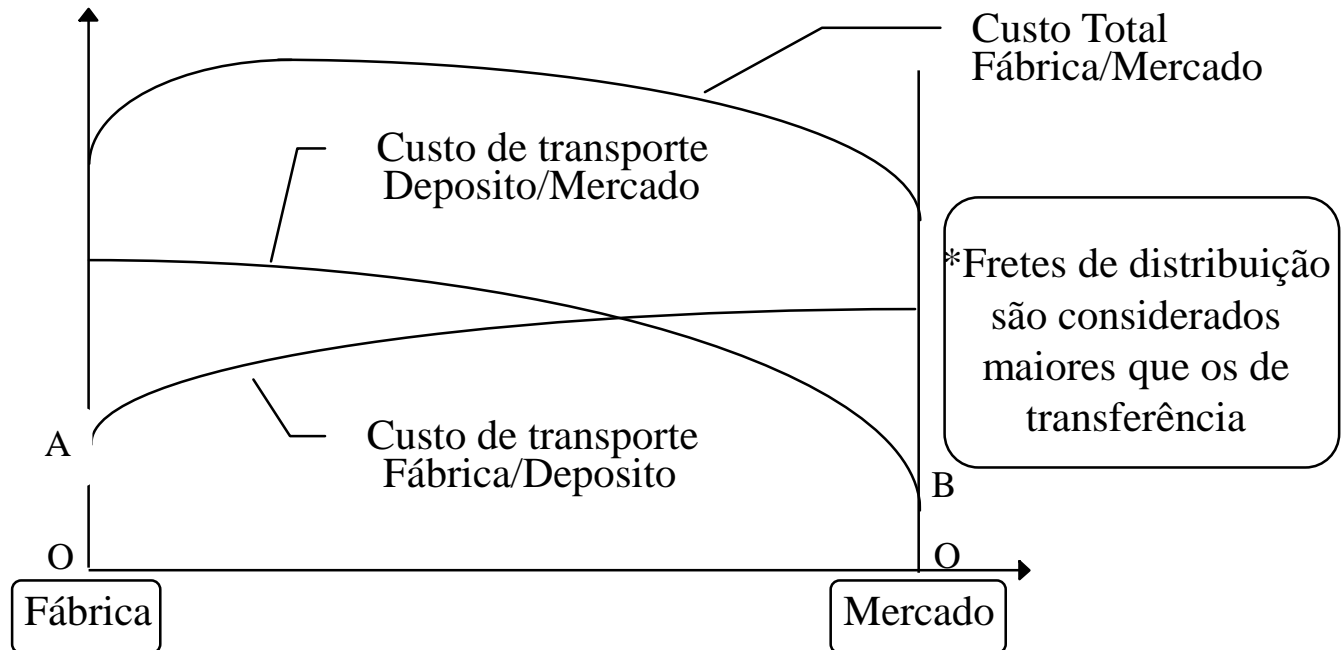 Custo Total
Fábrica/Mercado
Custo de transporte
Deposito/Mercado
*Fretes de distribuição
são considerados
maiores que os de
transferência
A
Custo de transporte
Fábrica/Deposito
B
O
O
Fábrica
Mercado